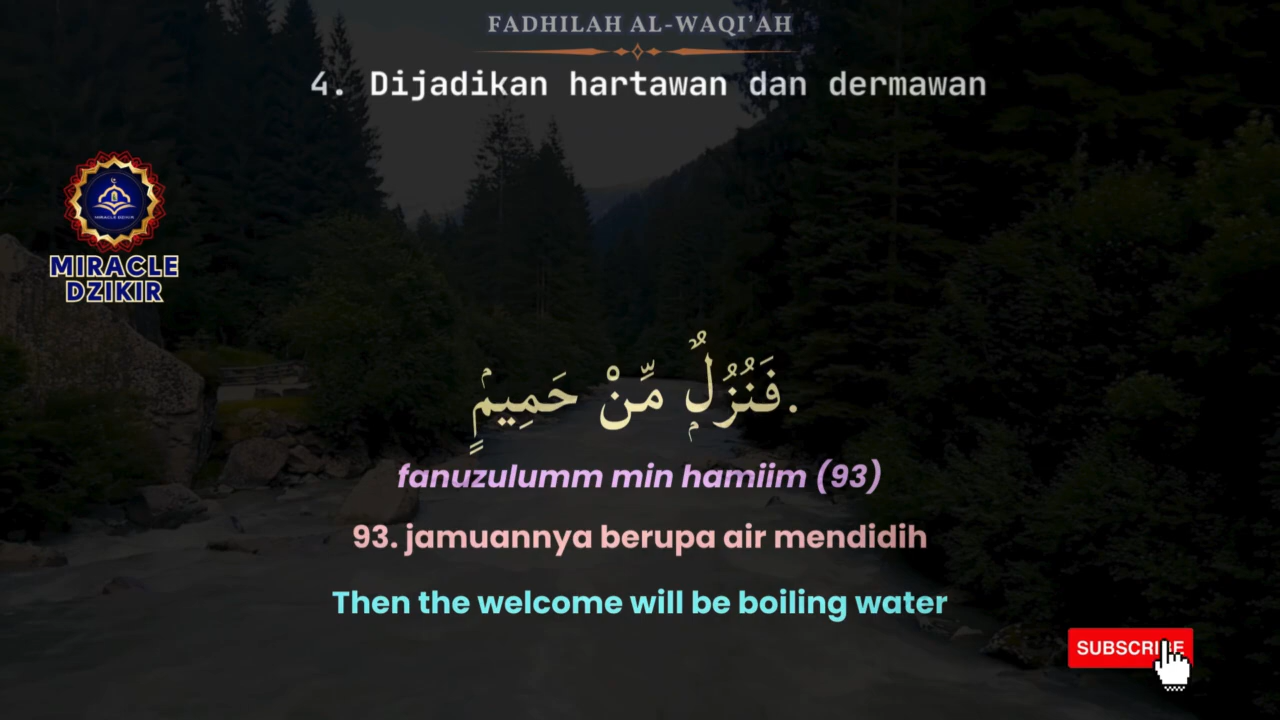 FADHILAH AL-WAQI'AH
4. Dijadikan hartawan dan dermawan
MIRACLE
DZIKIR
فَنُزُلٌۭ مِّنْ حَمِيمٍۢ.
fanuzulumm min hamiim (93)
93. jamuannya berupa air mendidih
Then the welcome will be boiling water
SUBSCRIBE